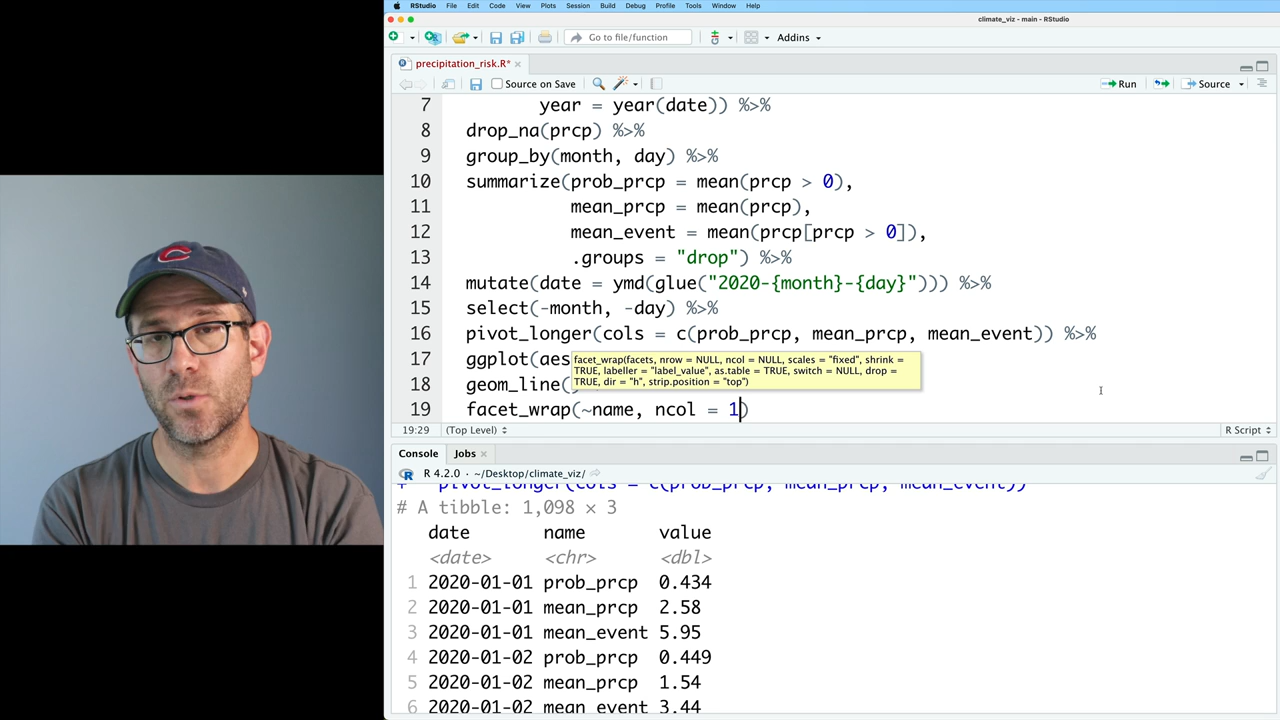 RStudio File Edit Code View Plots Session Build Debug Profile Tools Window Help
climate_viz - main - RStudio
Go to file/function Addins
precipitation_risk.R*
Source on Save Run Source
7 year = year(date)) %>%
8 drop_na(prcp) %>%
9 group_by(month, day) %>%
10 summarize(prob_prcp = mean(prcp > 0),
11 mean_prcp = mean(prcp),
12 mean_event = mean(prcp[prcp > 0]),
13 .groups = "drop") %>%
14 mutate(date = ymd(glue("2020-{month}-{day}"))) %>%
15 select(-month, -day) %>%
16 pivot_longer(cols = c(prob_prcp, mean_prcp, mean_event)) %>%
17 ggplot(aes
facet_wrap(facets, nrow = NULL, ncol = NULL, scales = "fixed", shrink =
TRUE, labeller = "label_value", as.table = TRUE, switch = NULL, drop =
TRUE, dir = "h", strip.position = "top")
18 geom_line(
19 facet_wrap(~name, ncol = 1)
19:29 (Top Level) R Script
Console Jobs
R 4.2.0 · ~/Desktop/climate_viz/
+ pivot_longer(cols = c(prob_prcp, mean_prcp, mean_event))
# A tibble: 1,098 × 3
date name value
<date> <chr> <dbl>
1 2020-01-01 prob_prcp 0.434
2 2020-01-01 mean_prcp 2.58
3 2020-01-01 mean_event 5.95
4 2020-01-02 prob_prcp 0.449
5 2020-01-02 mean_prcp 1.54
6 2020-01-02 mean_event 3.44